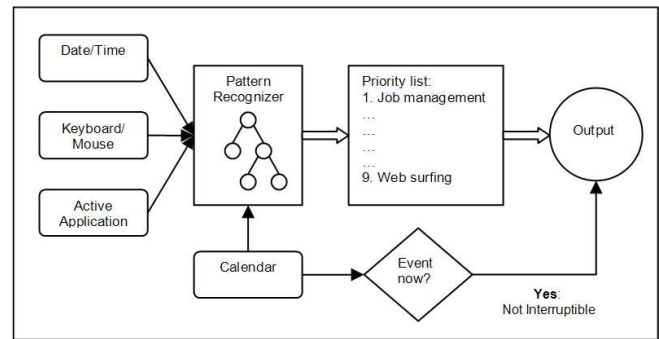 Date/Time
Keyboard/
Mouse
Active
Application
Pattern
Recognizer
Priority list:
1. Job management
...
...
...
...
9. Web surfing
Output
Calendar
Event
now?
Yes:
Not Interruptible